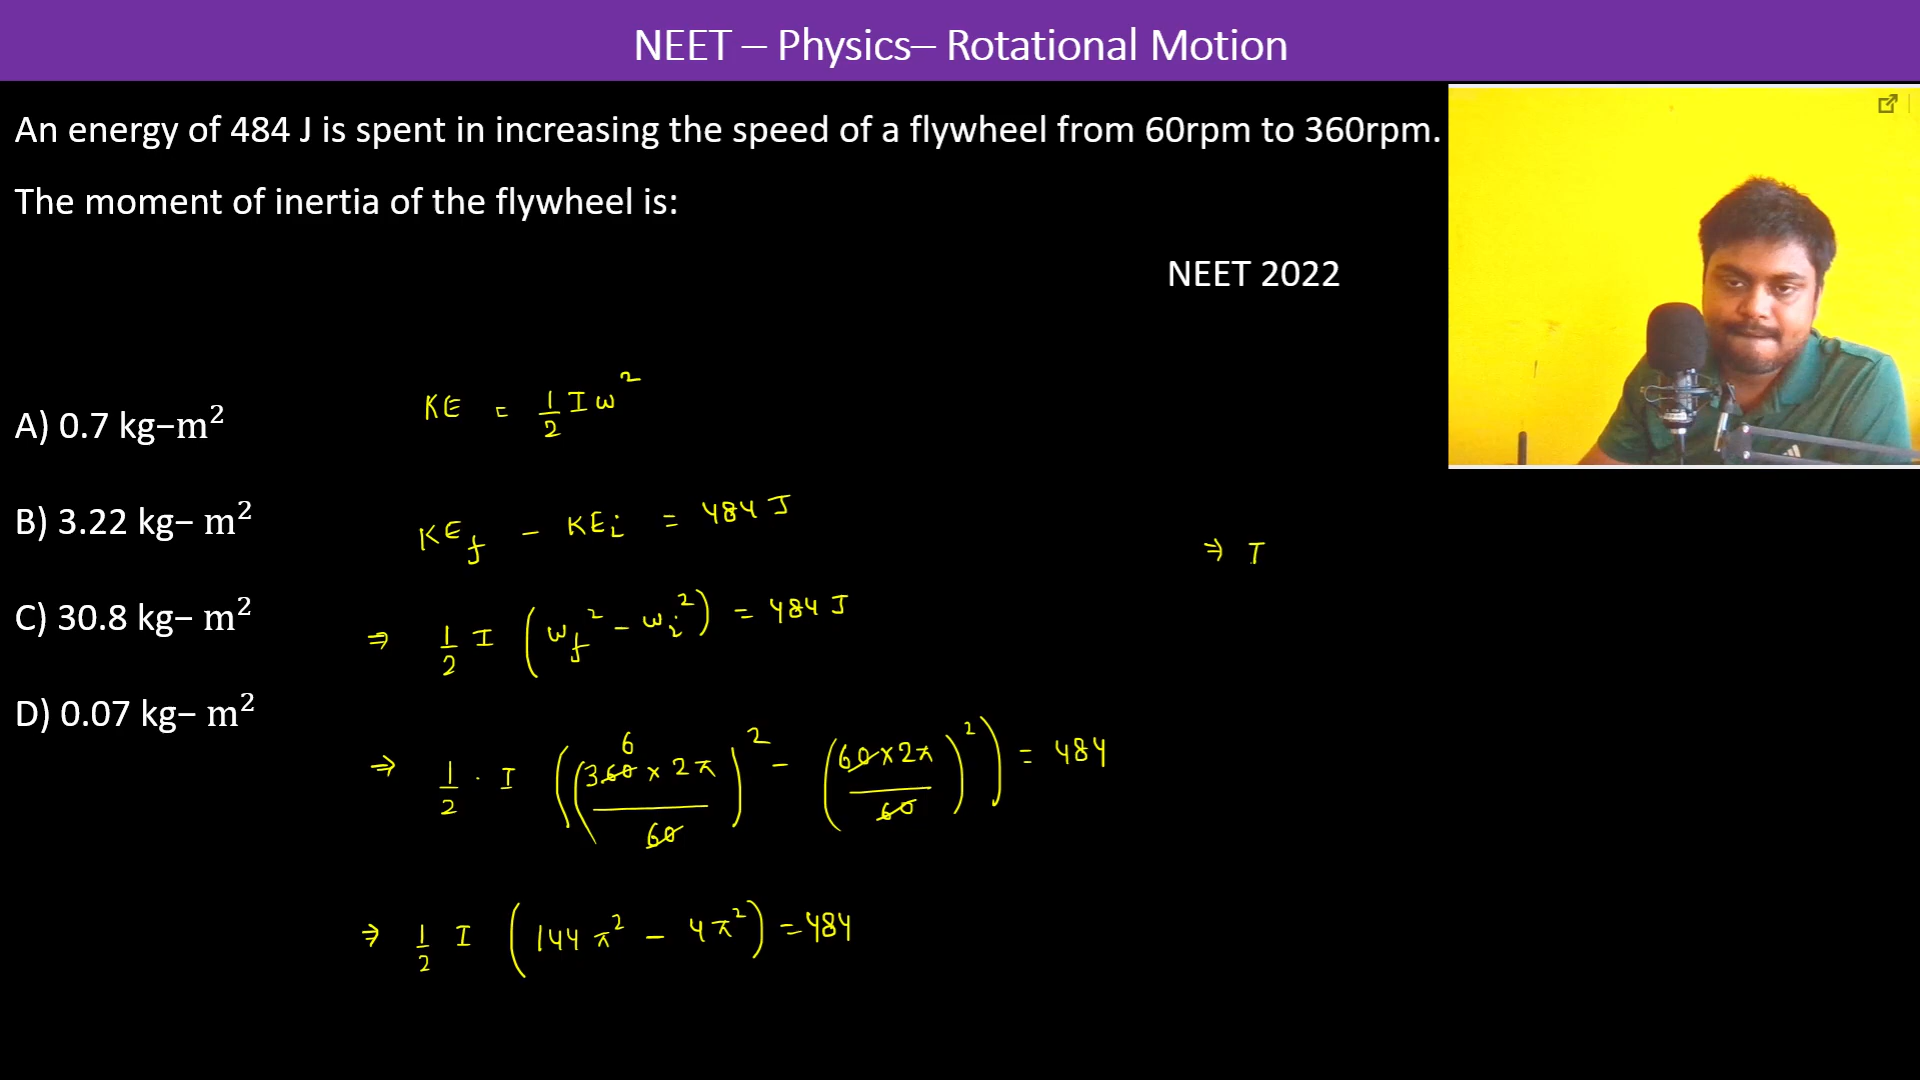 NEET – Physics– Rotational Motion
An energy of 484 J is spent in increasing the speed of a flywheel from 60rpm to 360rpm.
The moment of inertia of the flywheel is:
NEET 2022
A) 0.7 kg–m²
B) 3.22 kg– m²
C) 30.8 kg– m²
D) 0.07 kg– m²
KE = 1/2 I ω²
KE_f - KE_i = 484 J
⇒ 1/2 I (ω_f² - ω_i²) = 484 J
⇒ 1/2 · I ((360 6 × 2π / 60)² - (60 × 2π / 60)²) = 484
⇒ 1/2 I (144 π² - 4π²) = 484
⇒ I